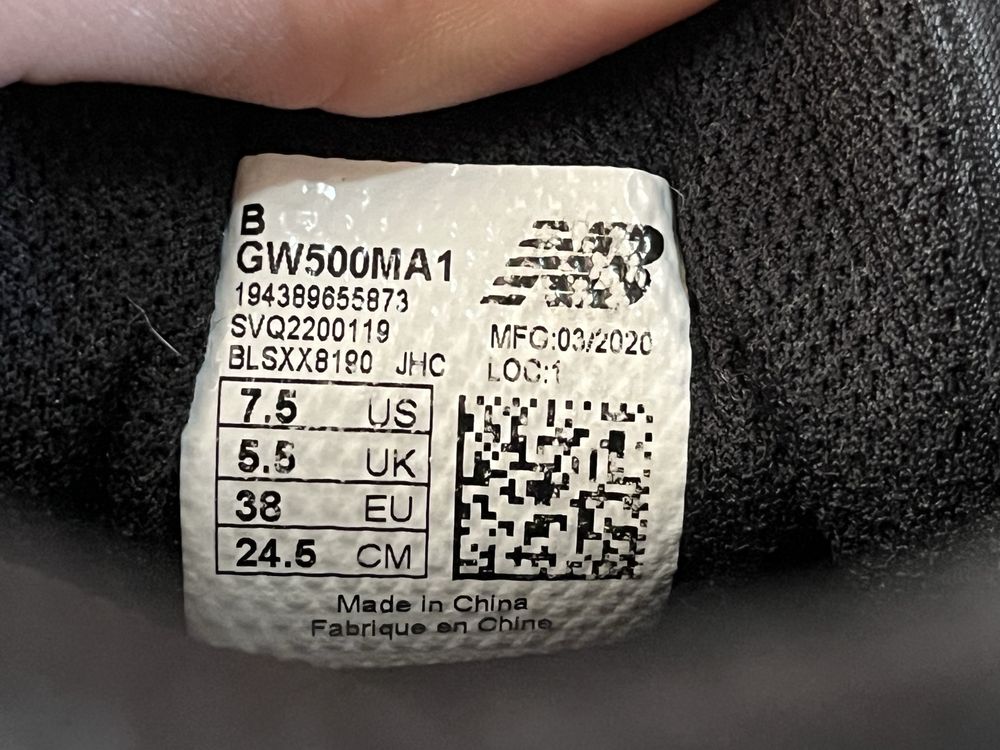 B
GW500MA1
194389655873
SVQ2200119
BLSXX8190 JHC
NB
MFG:03/2020
LOC:1
7.5 US
5.5 UK
38 EU
24.5 CM
Made in China
Fabrique en Chine